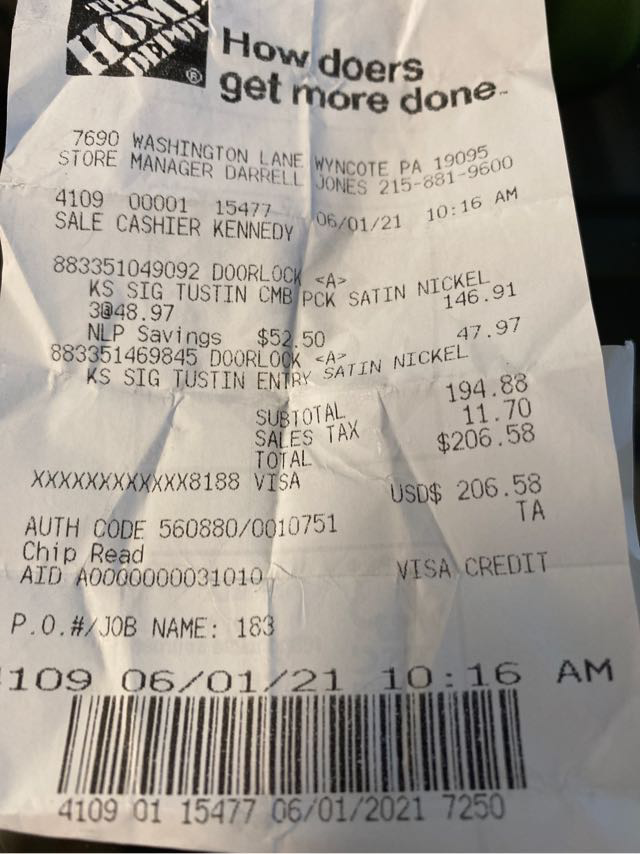 THE
HOME
DEPOT
®
How doers
get more done™
7690 WASHINGTON LANE WYNCOTE PA 19095
STORE MANAGER DARRELL JONES 215-881-9600
4109 00001 15477 06/01/21 10:16 AM
SALE CASHIER KENNEDY
883351049092 DOORLOCK <A>
KS SIG TUSTIN CMB PCK SATIN NICKEL
3@48.97 146.91
NLP Savings $52.50
883351469845 DOORLOCK <A> 47.97
KS SIG TUSTIN ENTRY SATIN NICKEL
SUBTOTAL 194.88
SALES TAX 11.70
TOTAL $206.58
XXXXXXXXXXXX8188 VISA
USD$ 206.58
AUTH CODE 560880/0010751 TA
Chip Read
AID A0000000031010 VISA CREDIT
P.O.#/JOB NAME: 183
109 06/01/21 10:16 AM
4109 01 15477 06/01/2021 7250